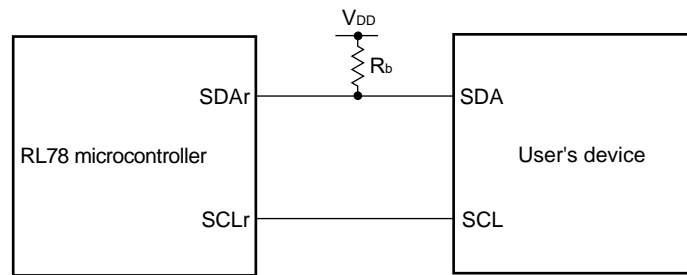 VDD
Rb
SDAr
SDA
RL78 microcontroller
User's device
SCLr
SCL